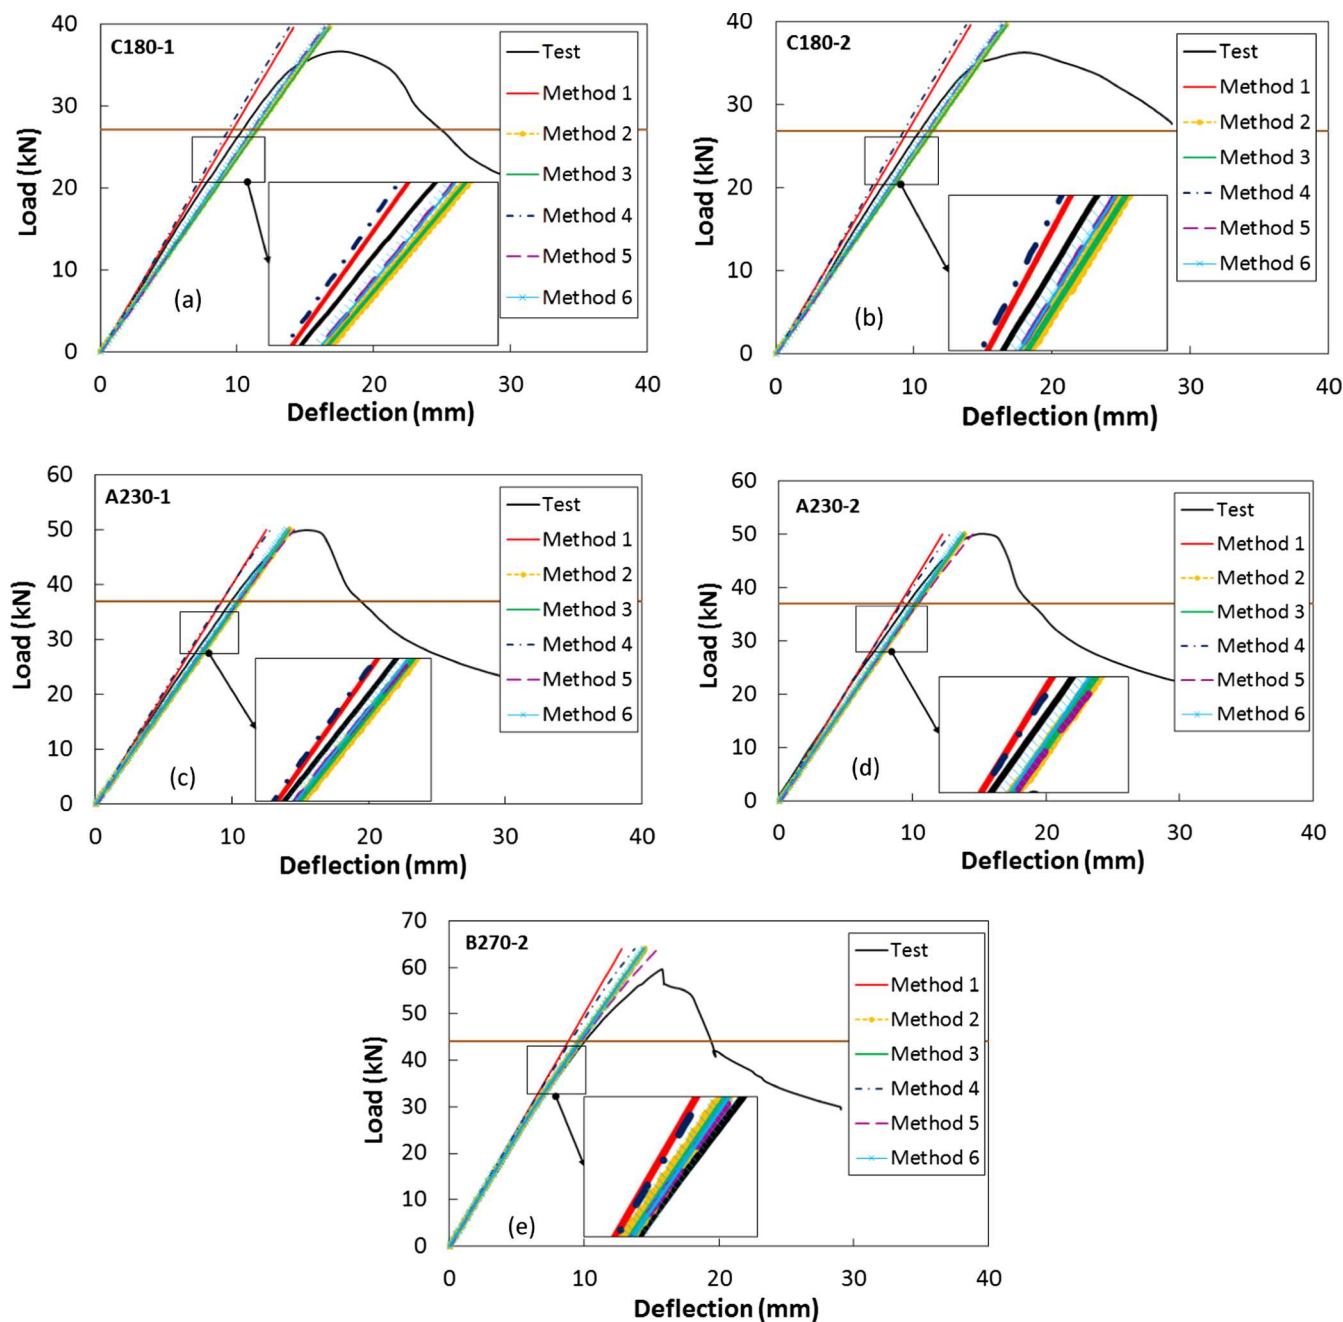 C180-1
Load (kN)
40
30
20
10
0
0 10 20 30 40
Deflection (mm)
(a)
Test
Method 1
Method 2
Method 3
Method 4
Method 5
Method 6
C180-2
Load (kN)
40
30
20
10
0
0 10 20 30 40
Deflection (mm)
(b)
Test
Method 1
Method 2
Method 3
Method 4
Method 5
Method 6
A230-1
Load (kN)
60
50
40
30
20
10
0
0 10 20 30 40
Deflection (mm)
(c)
Test
Method 1
Method 2
Method 3
Method 4
Method 5
Method 6
A230-2
Load (kN)
60
50
40
30
20
10
0
0 10 20 30 40
Deflection (mm)
(d)
Test
Method 1
Method 2
Method 3
Method 4
Method 5
Method 6
B270-2
Load (kN)
70
60
50
40
30
20
10
0
0 10 20 30 40
Deflection (mm)
(e)
Test
Method 1
Method 2
Method 3
Method 4
Method 5
Method 6